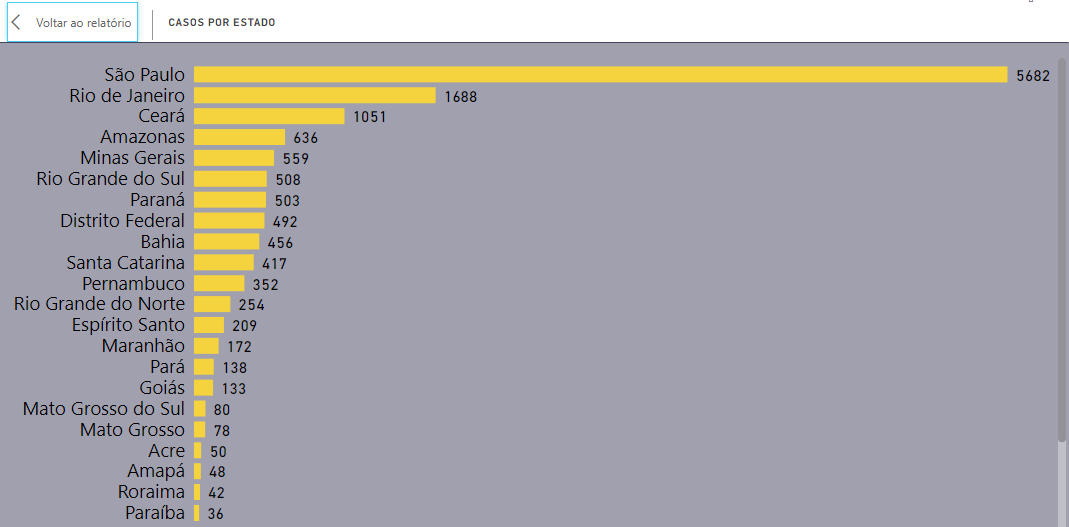 Voltar ao relatório
CASOS POR ESTADO
São Paulo 5682
Rio de Janeiro 1688
Ceará 1051
Amazonas 636
Minas Gerais 559
Rio Grande do Sul 508
Paraná 503
Distrito Federal 492
Bahia 456
Santa Catarina 417
Pernambuco 352
Rio Grande do Norte 254
Espírito Santo 209
Maranhão 172
Pará 138
Goiás 133
Mato Grosso do Sul 80
Mato Grosso 78
Acre 50
Amapá 48
Roraima 42
Paraíba 36